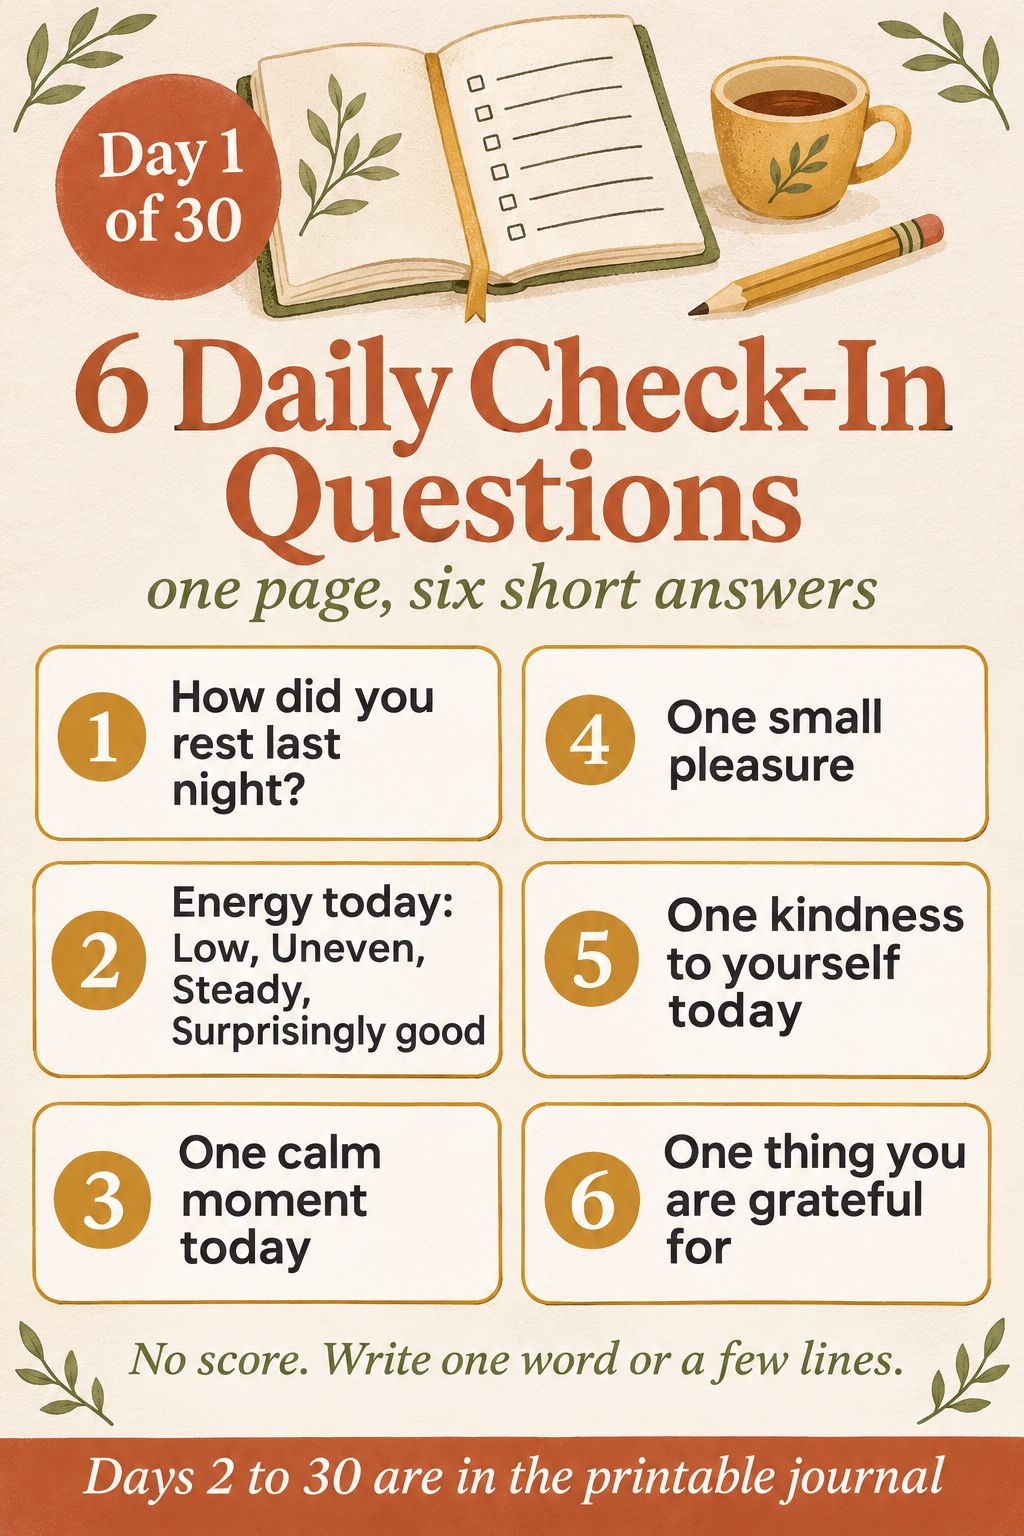 Day 1
of 30
6 Daily Check-In
Questions
one page, six short answers
1
How did you
rest last
night?
2
Energy today:
Low, Uneven,
Steady,
Surprisingly good
3
One calm
moment
today
4
One small
pleasure
5
One kindness
to yourself
today
6
One thing you
are grateful
for
No score. Write one word or a few lines.
Days 2 to 30 are in the printable journal